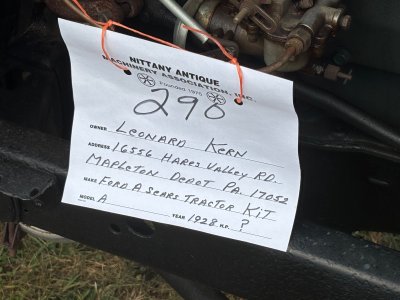 NITTANY ANTIQUE
MACHINERY ASSOCIATION, INC.
Founded 1975
298
OWNER LEONARD KERN
ADDRESS 16556 HARES VALLEY RD.
MAPLETON DEPOT PA. 17052
MAKE FORD A SEARS TRACTOR KIT
MODEL A YEAR 1928 H.P. ?